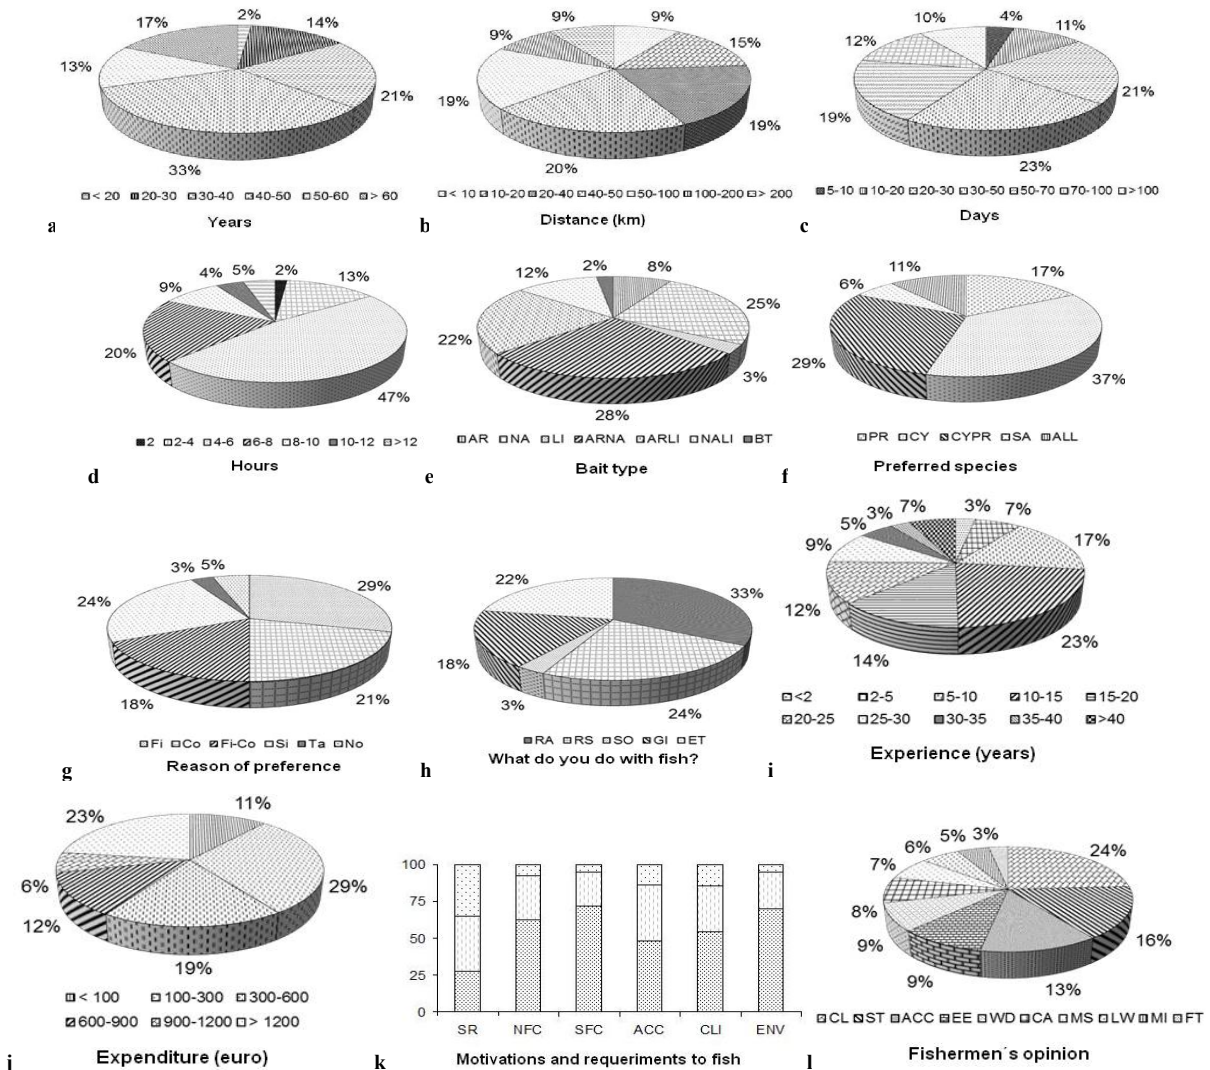 2%
14%
21%
33%
13%
17%
< 20 20-30 30-40 40-50 50-60 > 60
Years
a
9%
15%
19%
20%
19%
9%
9%
< 10 10-20 20-40 40-50 50-100 100-200 > 200
Distance (km)
b
4%
11%
21%
23%
19%
12%
10%
5-10 10-20 20-30 30-50 50-70 70-100 >100
Days
c
2%
13%
47%
20%
9%
4%
5%
2 2-4 4-6 6-8 8-10 10-12 >12
Hours
d
8%
25%
3%
28%
22%
12%
2%
AR NA LI ARNA ARLI NALI BT
Bait type
e
17%
37%
29%
6%
11%
PR CY CYPR SA ALL
Preferred species
f
29%
21%
18%
24%
3%
5%
Fi Co Fi-Co Si Ta No
Reason of preference
g
33%
24%
3%
18%
22%
RA RS SO GI ET
What do you do with fish?
h
3%
7%
17%
23%
14%
12%
9%
5%
3%
7%
<2 2-5 5-10 10-15 15-20
20-25 25-30 30-35 35-40 >40
Experience (years)
i
11%
29%
19%
12%
6%
23%
< 100 100-300 300-600
600-900 900-1200 > 1200
Expenditure (euro)
j
100
75
50
25
0
SR NFC SFC ACC CLI ENV
Motivations and requeriments to fish
k
24%
16%
13%
9%
9%
8%
7%
6%
5%
3%
CL ST ACC EE WD CA MS LW MI FT
Fishermen´s opinion
l